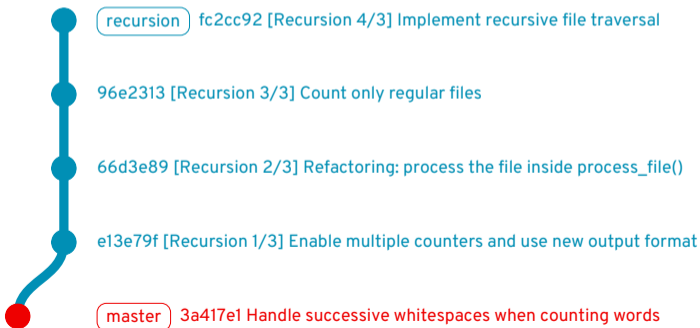 recursion fc2cc92 [Recursion 4/3] Implement recursive file traversal
96e2313 [Recursion 3/3] Count only regular files
66d3e89 [Recursion 2/3] Refactoring: process the file inside process_file()
e13e79f [Recursion 1/3] Enable multiple counters and use new output format
master 3a417e1 Handle successive whitespaces when counting words